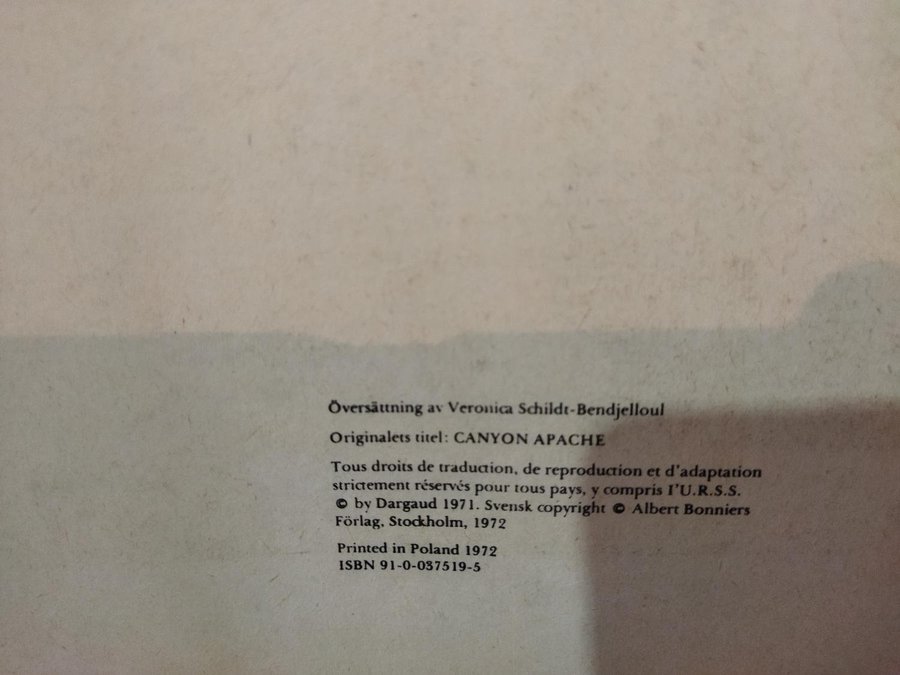 Översättning av Veronica Schildt-Bendjelloul
Originalets titel: CANYON APACHE
Tous droits de traduction, de reproduction et d'adaptation
strictement réservés pour tous pays, y compris l'U.R.S.S.
© by Dargaud 1971. Svensk copyright © Albert Bonniers
Förlag, Stockholm, 1972
Printed in Poland 1972
ISBN 91-0-037519-5